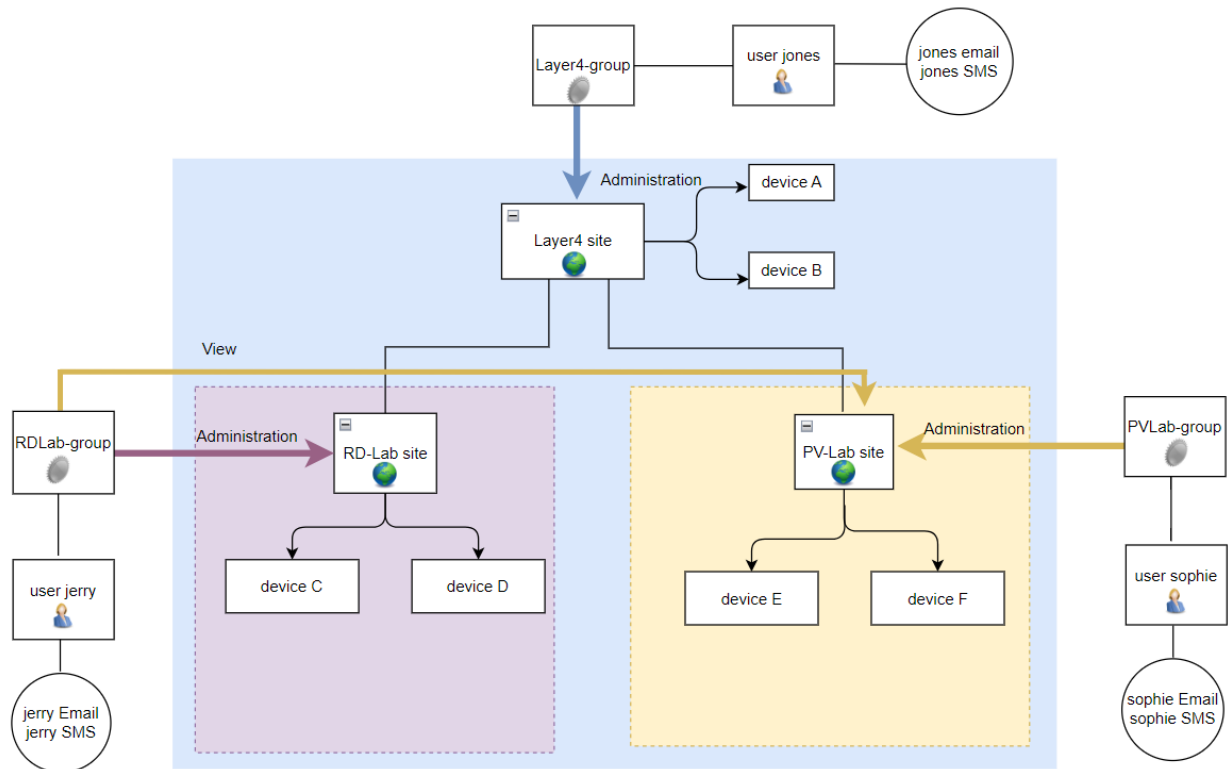 Layer4-group
user jones
jones email
jones SMS
Administration
device A
Layer4 site
device B
View
RDLab-group
Administration
RD-Lab site
PV-Lab site
Administration
PVLab-group
device C
device D
device E
device F
user jerry
user sophie
jerry Email
jerry SMS
sophie Email
sophie SMS